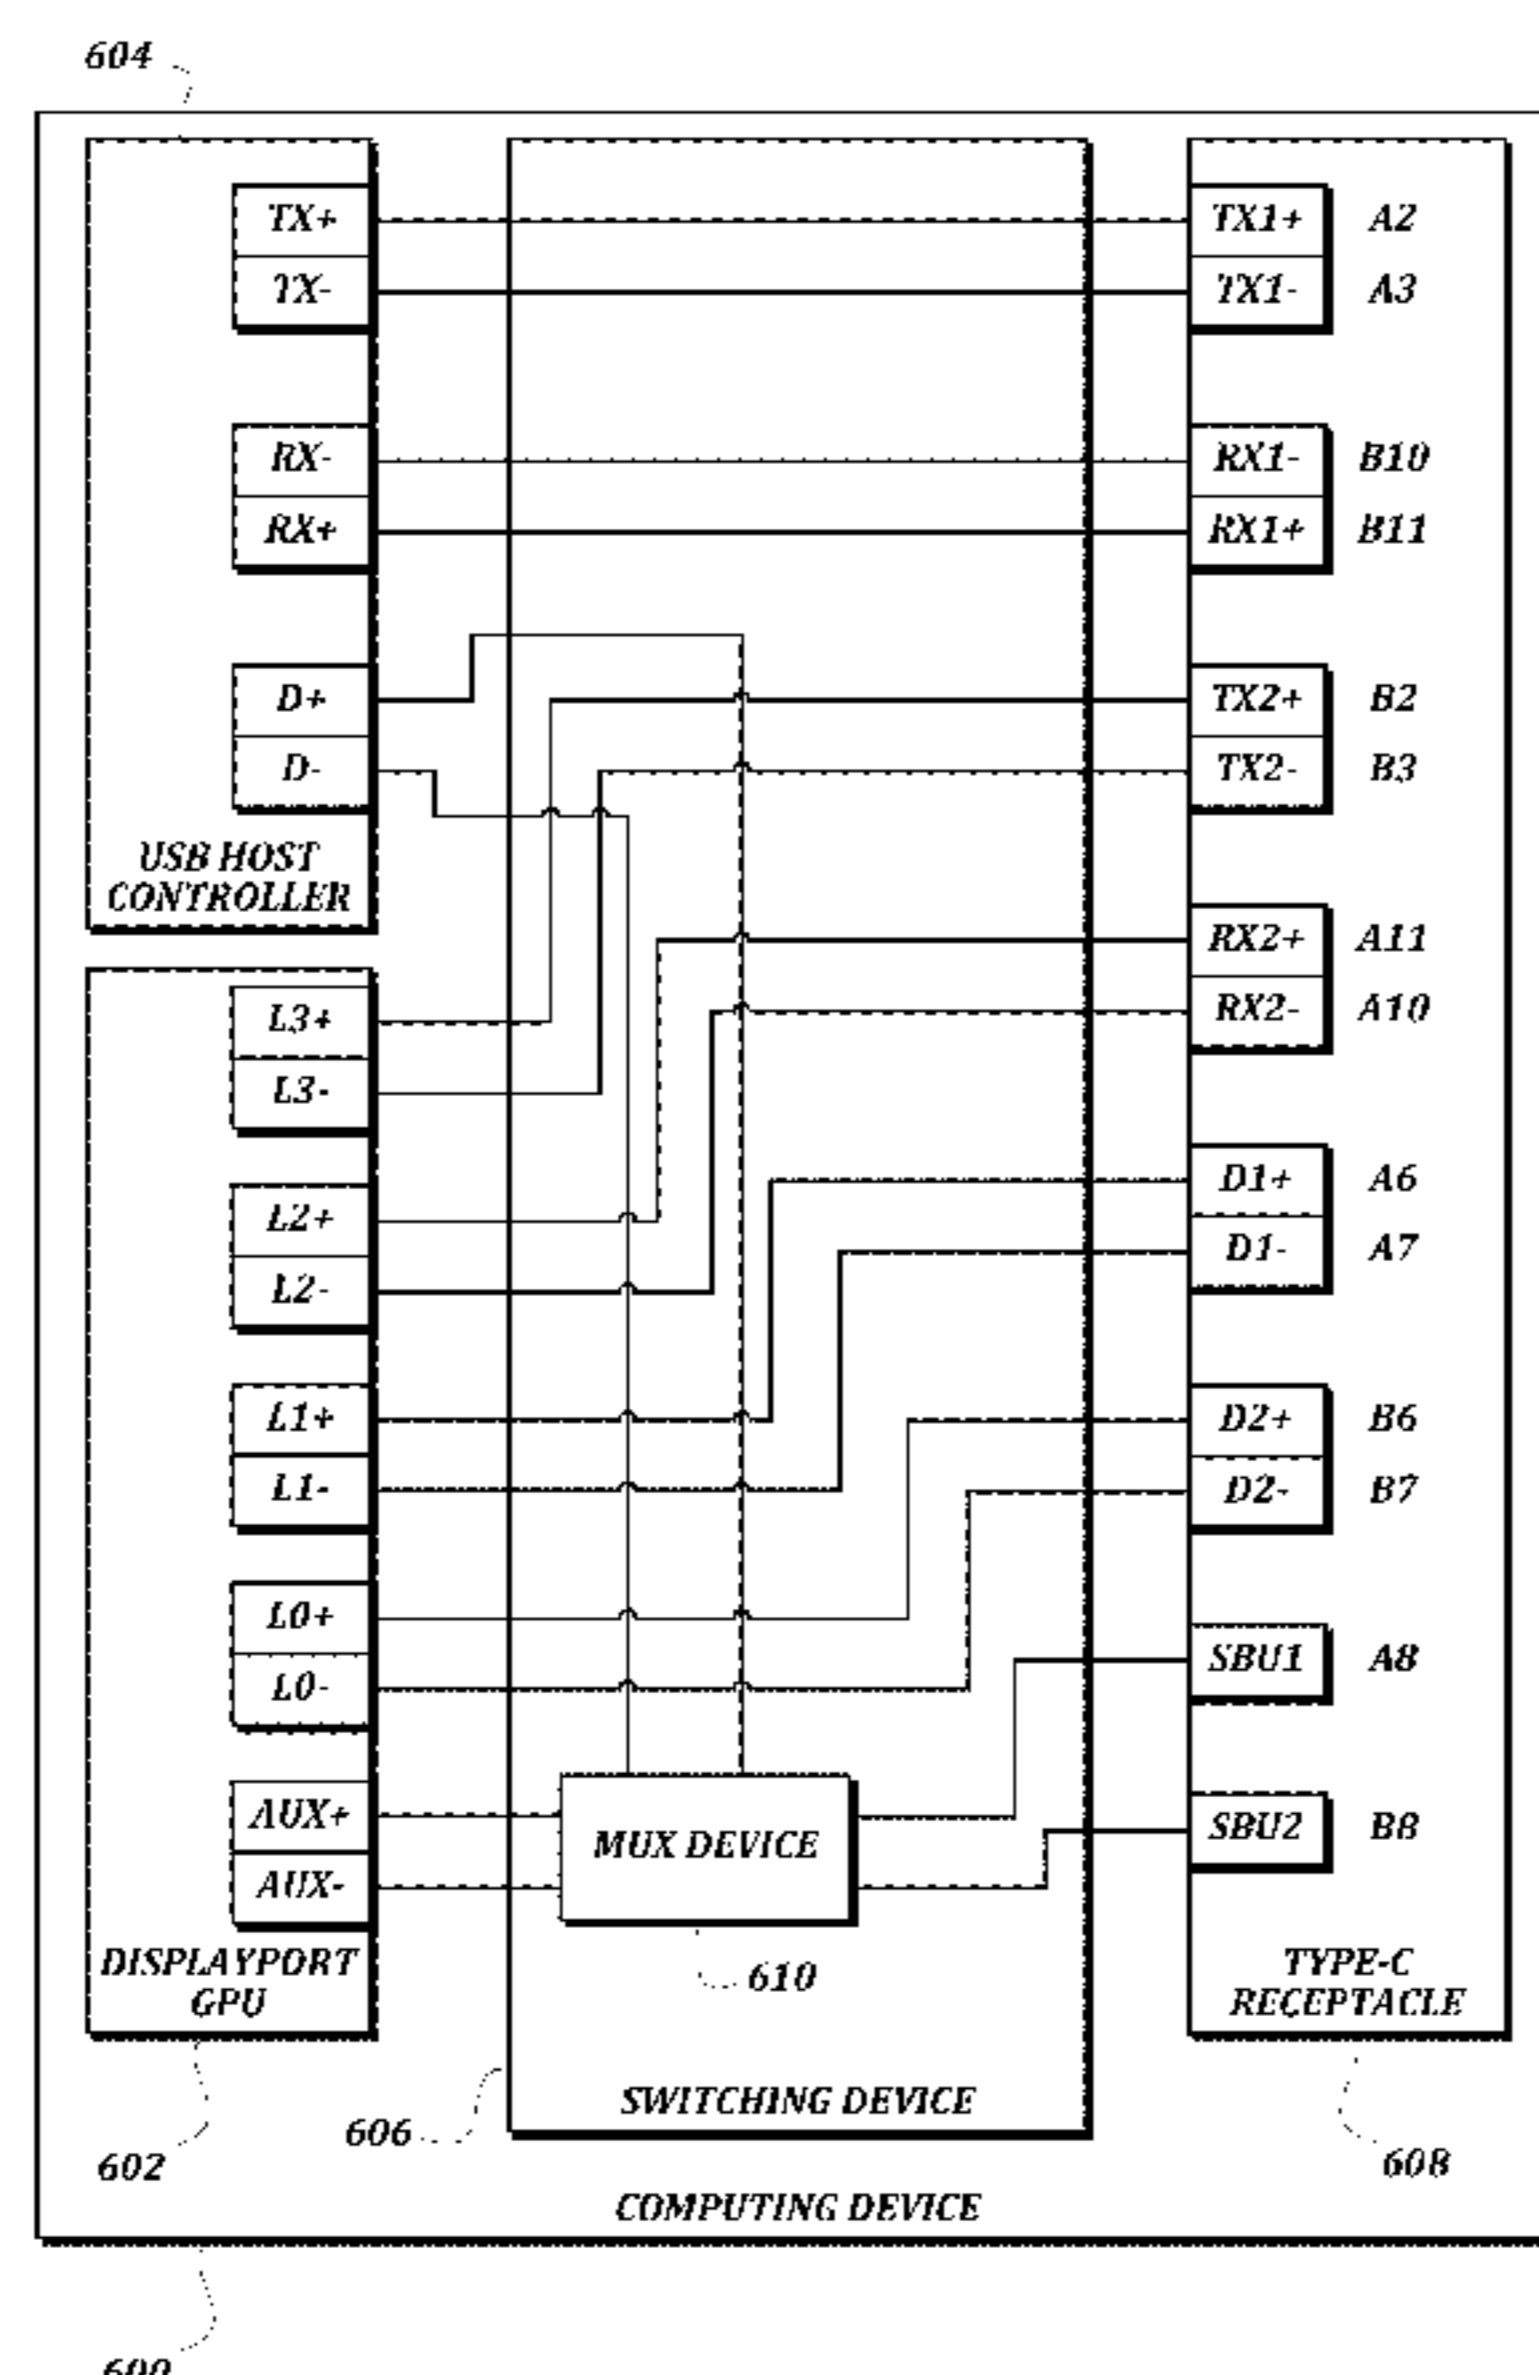 604
TX+
TX-
RX-
RX+
D+
D-
USB HOST
CONTROLLER
L3+
L3-
L2+
L2-
L1+
L1-
L0+
L0-
AUX+
AUX-
DISPLAYPORT
GPU
602
MUX DEVICE
610
SWITCHING DEVICE
606
TX1+ A2
TX1- A3
RX1- B10
RX1+ B11
TX2+ B2
TX2- B3
RX2+ A11
RX2- A10
D1+ A6
D1- A7
D2+ B6
D2- B7
SBU1 A8
SBU2 B8
TYPE-C
RECEPTACLE
608
COMPUTING DEVICE
600